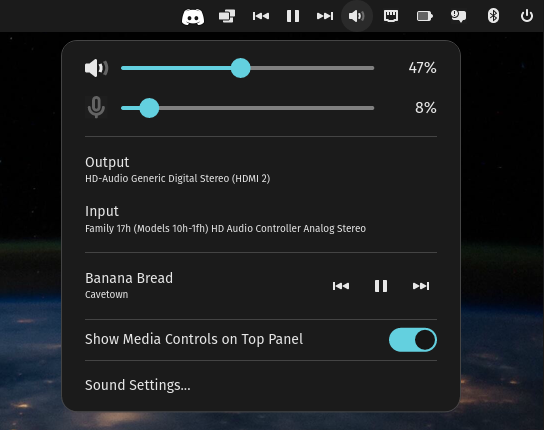 47%
8%
Output
HD-Audio Generic Digital Stereo (HDMI 2)
Input
Family 17h (Models 10h-1fh) HD Audio Controller Analog Stereo
Banana Bread
Cavetown
Show Media Controls on Top Panel
Sound Settings...